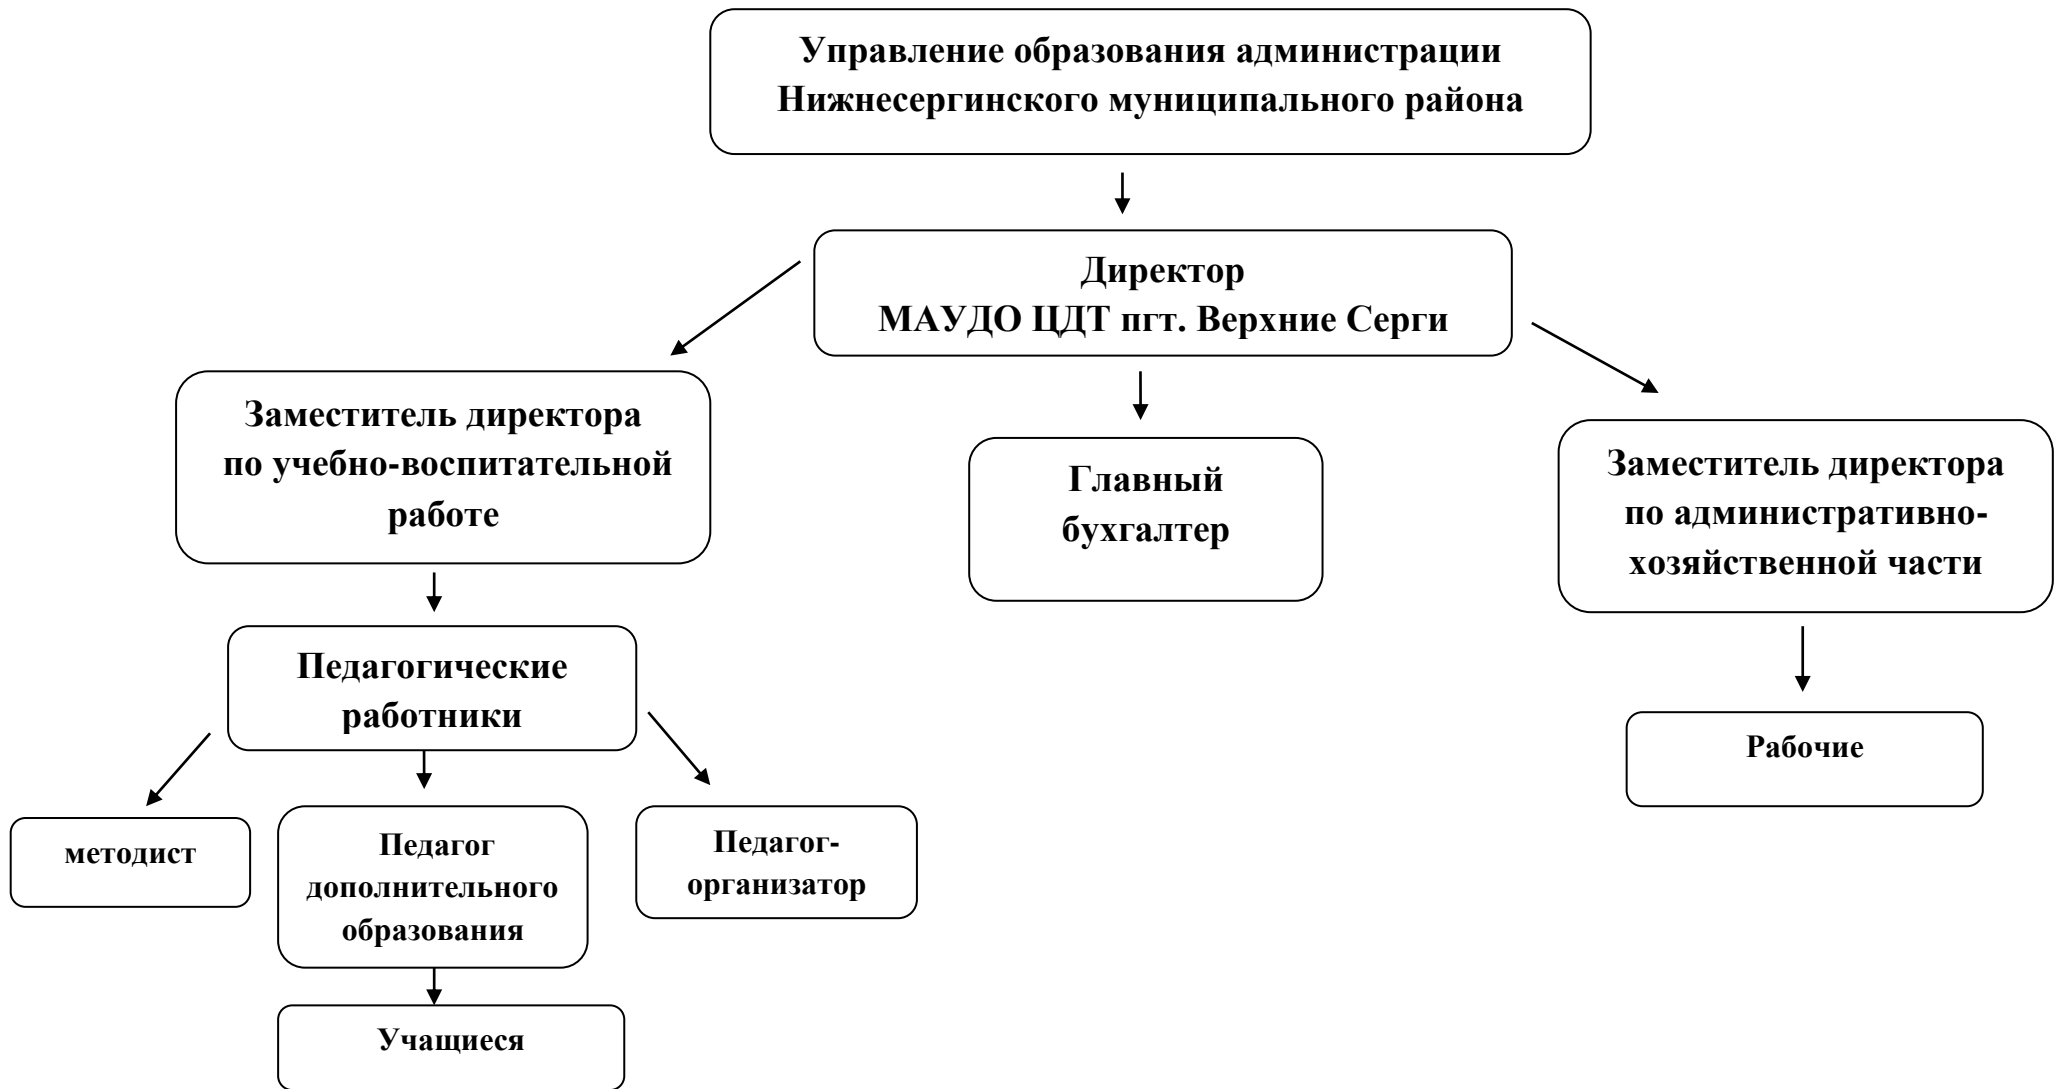 Управление образования администрации
Нижнесергинского муниципального района
Директор
МАУДО ЦДТ пгт. Верхние Серги
Заместитель директора
по учебно-воспитательной
работе
Главный
бухгалтер
Заместитель директора
по административно-
хозяйственной части
Педагогические
работники
Рабочие
методист
Педагог
дополнительного
образования
Педагог-
организатор
Учащиеся